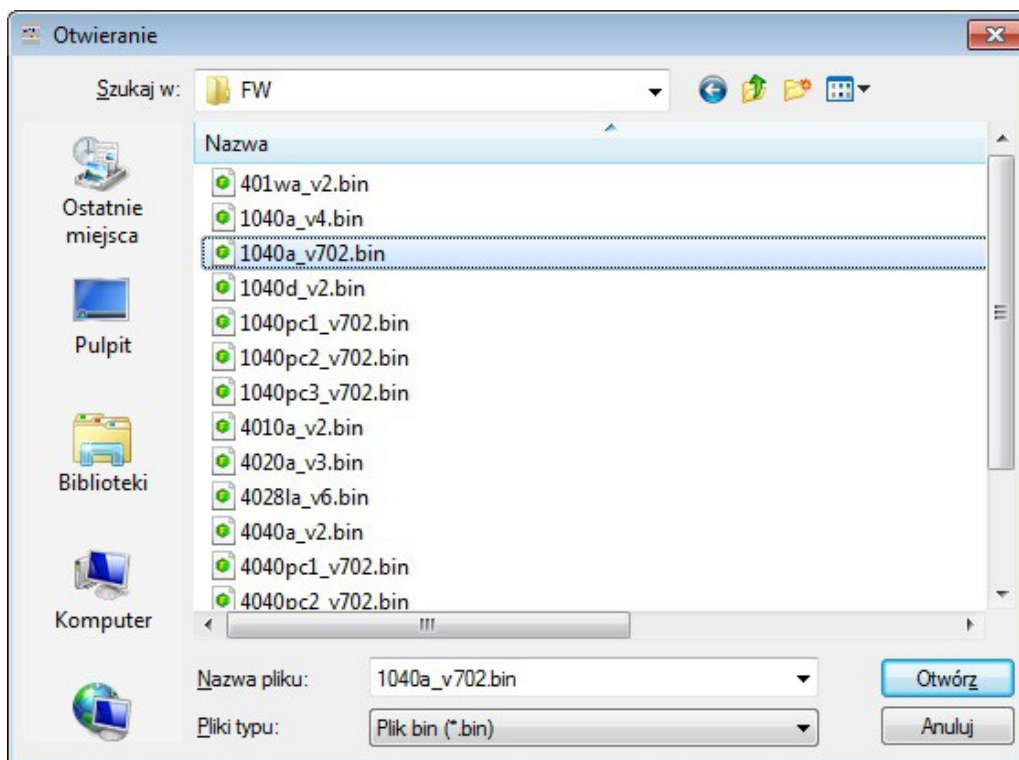 Otwieranie
Szukaj w: FW
Nazwa
401wa_v2.bin
1040a_v4.bin
1040a_v702.bin
1040d_v2.bin
1040pc1_v702.bin
1040pc2_v702.bin
1040pc3_v702.bin
4010a_v2.bin
4020a_v3.bin
4028la_v6.bin
4040a_v2.bin
4040pc1_v702.bin
4040pc2_v702.bin
Ostatnie
miejsca
Pulpit
Biblioteki
Komputer
Nazwa pliku: 1040a_v702.bin Otwórz
Pliki typu: Plik bin (*.bin) Anuluj